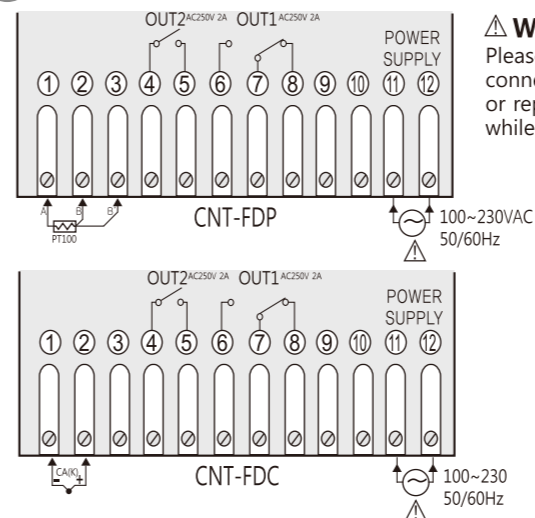 OUT2 AC250V 2A OUT1 AC250V 2A
POWER
SUPPLY
① ② ③ ④ ⑤ ⑥ ⑦ ⑧ ⑨ ⑩ ⑪ ⑫
A B B
PT100
CNT-FDP
100~230VAC
50/60Hz
⚠ W
Pleas
conne
or rep
while
OUT2 AC250V 2A OUT1 AC250V 2A
POWER
SUPPLY
① ② ③ ④ ⑤ ⑥ ⑦ ⑧ ⑨ ⑩ ⑪ ⑫
CA(K)
- +
CNT-FDC
100~230
50/60Hz